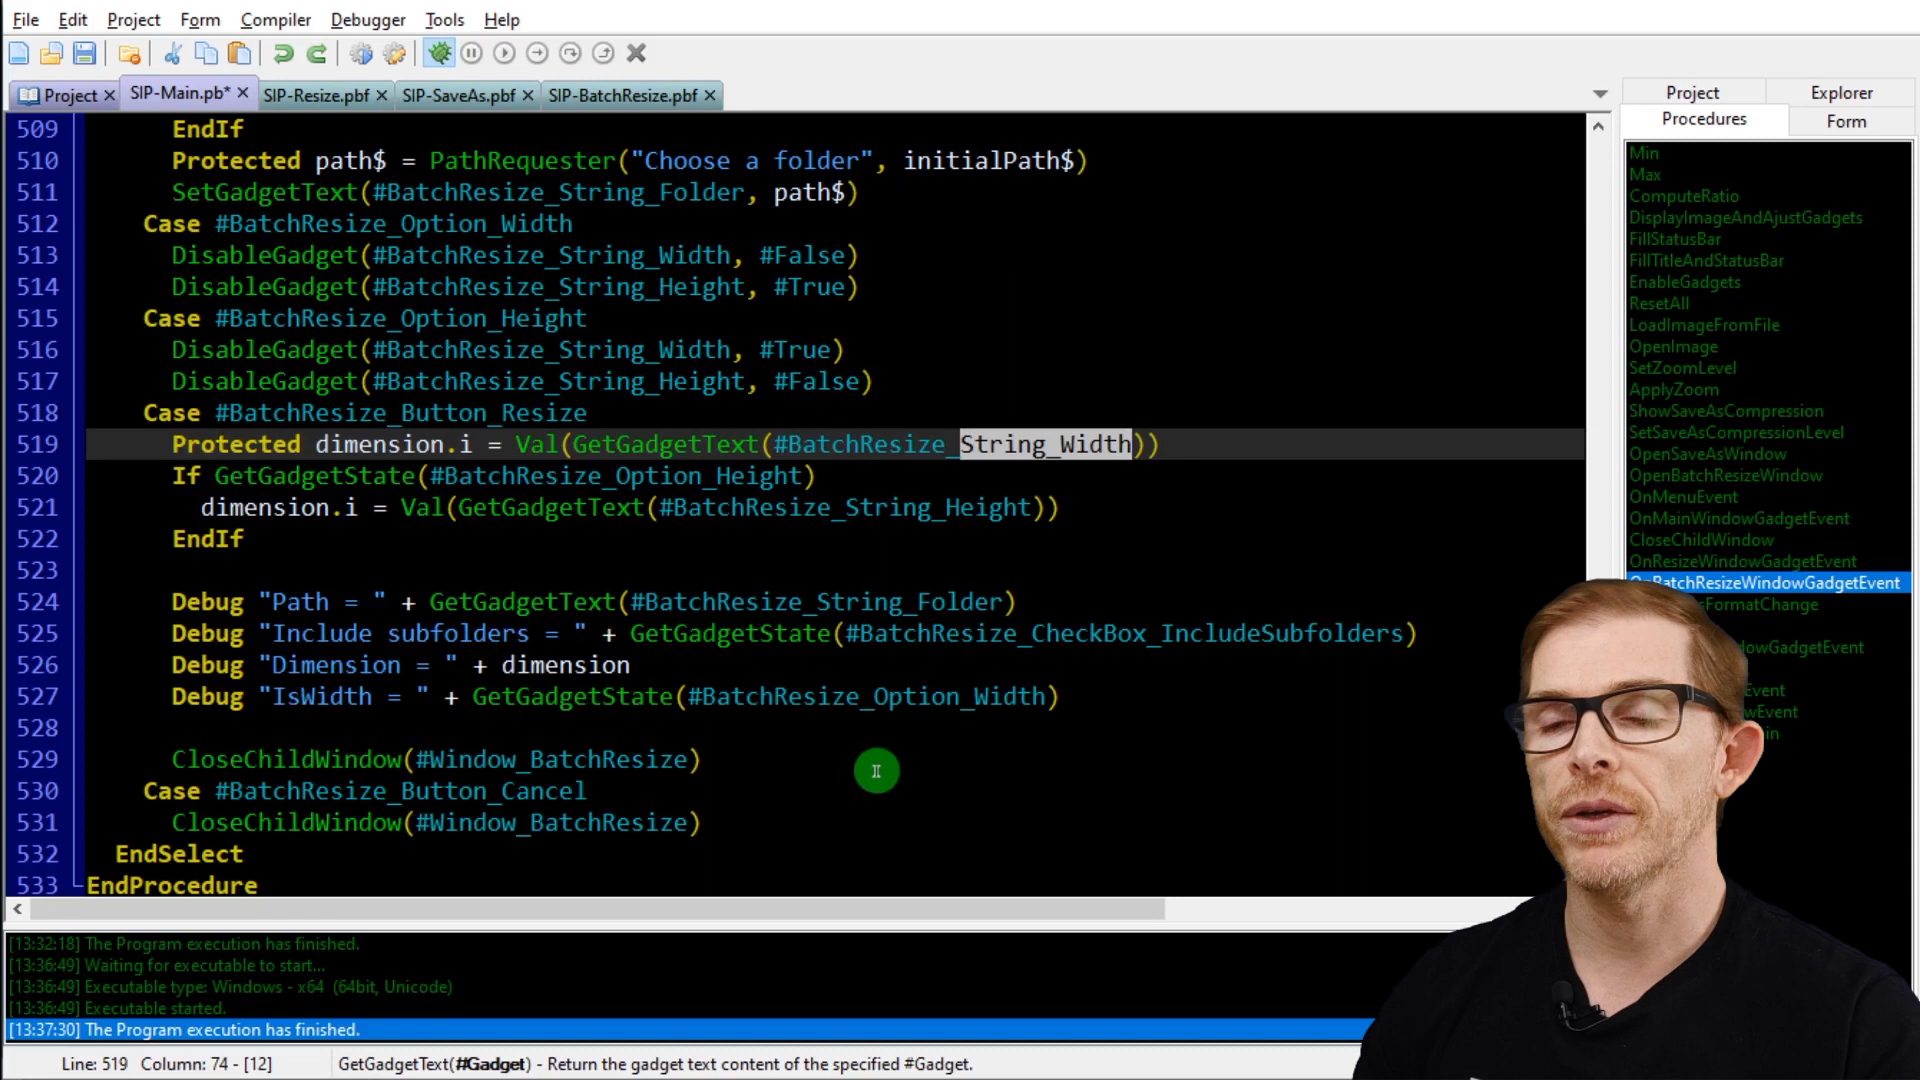 File Edit Project Form Compiler Debugger Tools Help
Project SIP-Main.pb* SIP-Resize.pbf SIP-SaveAs.pbf SIP-BatchResize.pbf
509 EndIf
510 Protected path$ = PathRequester("Choose a folder", initialPath$)
511 SetGadgetText(#BatchResize_String_Folder, path$)
512 Case #BatchResize_Option_Width
513 DisableGadget(#BatchResize_String_Width, #False)
514 DisableGadget(#BatchResize_String_Height, #True)
515 Case #BatchResize_Option_Height
516 DisableGadget(#BatchResize_String_Width, #True)
517 DisableGadget(#BatchResize_String_Height, #False)
518 Case #BatchResize_Button_Resize
519 Protected dimension.i = Val(GetGadgetText(#BatchResize_String_Width))
520 If GetGadgetState(#BatchResize_Option_Height)
521 dimension.i = Val(GetGadgetText(#BatchResize_String_Height))
522 EndIf
523
524 Debug "Path = " + GetGadgetText(#BatchResize_String_Folder)
525 Debug "Include subfolders = " + GetGadgetState(#BatchResize_CheckBox_IncludeSubfolders)
526 Debug "Dimension = " + dimension
527 Debug "IsWidth = " + GetGadgetState(#BatchResize_Option_Width)
528
529 CloseChildWindow(#Window_BatchResize)
530 Case #BatchResize_Button_Cancel
531 CloseChildWindow(#Window_BatchResize)
532 EndSelect
533 EndProcedure
[13:32:18] The Program execution has finished.
[13:36:49] Waiting for executable to start...
[13:36:49] Executable type: Windows - x64 (64bit, Unicode)
[13:36:49] Executable started.
[13:37:30] The Program execution has finished.
Line: 519 Column: 74 - [12] GetGadgetText(#Gadget) - Return the gadget text content of the specified #Gadget.
Project Explorer
Procedures Form
Min
Max
ComputeRatio
DisplayImageAndAjustGadgets
FillStatusBar
FillTitleAndStatusBar
EnableGadgets
ResetAll
LoadImageFromFile
OpenImage
SetZoomLevel
ApplyZoom
ShowSaveAsCompression
SetSaveAsCompressionLevel
OpenSaveAsWindow
OpenBatchResizeWindow
OnMenuEvent
OnMainWindowGadgetEvent
CloseChildWindow
OnResizeWindowGadgetEvent
OnBatchResizeWindowGadgetEvent
FormatChange
GadgetEvent
Event
Event